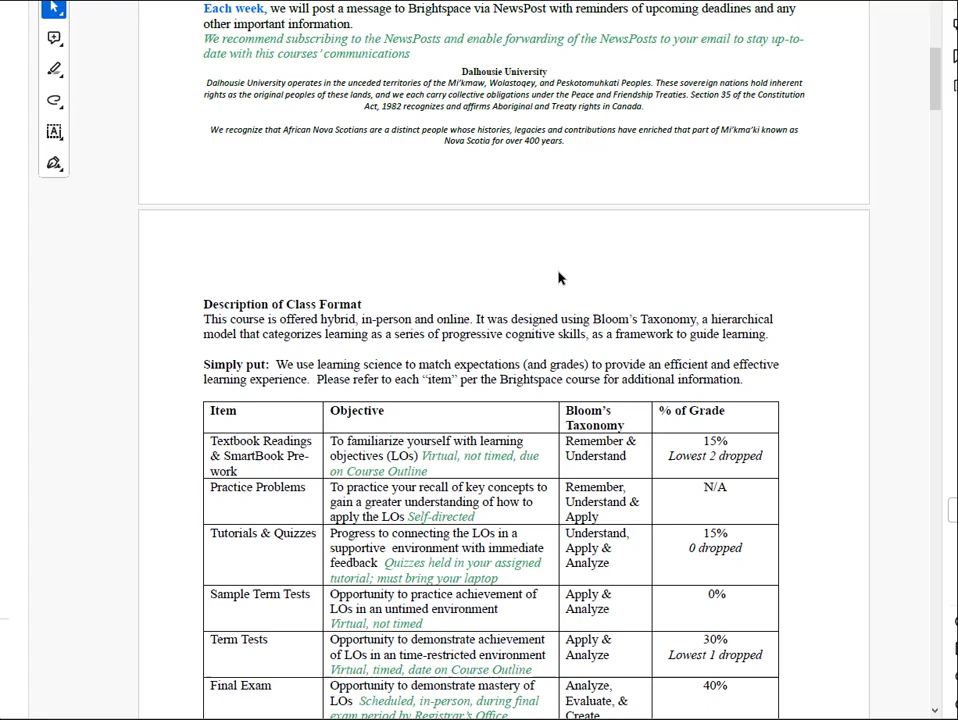 Each week, we will post a message to Brightspace via NewsPost with reminders of upcoming deadlines and any
other important information.
We recommend subscribing to the NewsPosts and enable forwarding of the NewsPosts to your email to stay up-to-
date with this courses' communications
Dalhousie University
Dalhousie University operates in the unceded territories of the Mi'kmaw, Wolastoqey, and Peskotomuhkati Peoples. These sovereign nations hold inherent
rights as the original peoples of these lands, and we each carry collective obligations under the Peace and Friendship Treaties. Section 35 of the Constitution
Act, 1982 recognizes and affirms Aboriginal and Treaty rights in Canada.
We recognize that African Nova Scotians are a distinct people whose histories, legacies and contributions have enriched that part of Mi'kma'ki known as
Nova Scotia for over 400 years.
Description of Class Format
This course is offered hybrid, in-person and online. It was designed using Bloom's Taxonomy, a hierarchical
model that categorizes learning as a series of progressive cognitive skills, as a framework to guide learning.
Simply put: We use learning science to match expectations (and grades) to provide an efficient and effective
learning experience. Please refer to each “item” per the Brightspace course for additional information.
Item
Objective
Bloom's
Taxonomy
% of Grade
Textbook Readings
& SmartBook Pre-
work
To familiarize yourself with learning
objectives (LOs) Virtual, not timed, due
on Course Outline
Remember &
Understand
15%
Lowest 2 dropped
Practice Problems
To practice your recall of key concepts to
gain a greater understanding of how to
apply the LOs Self-directed
Remember,
Understand &
Apply
N/A
Tutorials & Quizzes
Progress to connecting the LOs in a
supportive environment with immediate
feedback Quizzes held in your assigned
tutorial; must bring your laptop
Understand,
Apply &
Analyze
15%
0 dropped
Sample Term Tests
Opportunity to practice achievement of
LOs in an untimed environment
Virtual, not timed
Apply &
Analyze
0%
Term Tests
Opportunity to demonstrate achievement
of LOs in an time-restricted environment
Virtual, timed, date on Course Outline
Apply &
Analyze
30%
Lowest 1 dropped
Final Exam
Opportunity to demonstrate mastery of
LOs Scheduled, in-person, during final
exam period by Registrar's Office
Analyze,
Evaluate, &
Create
40%